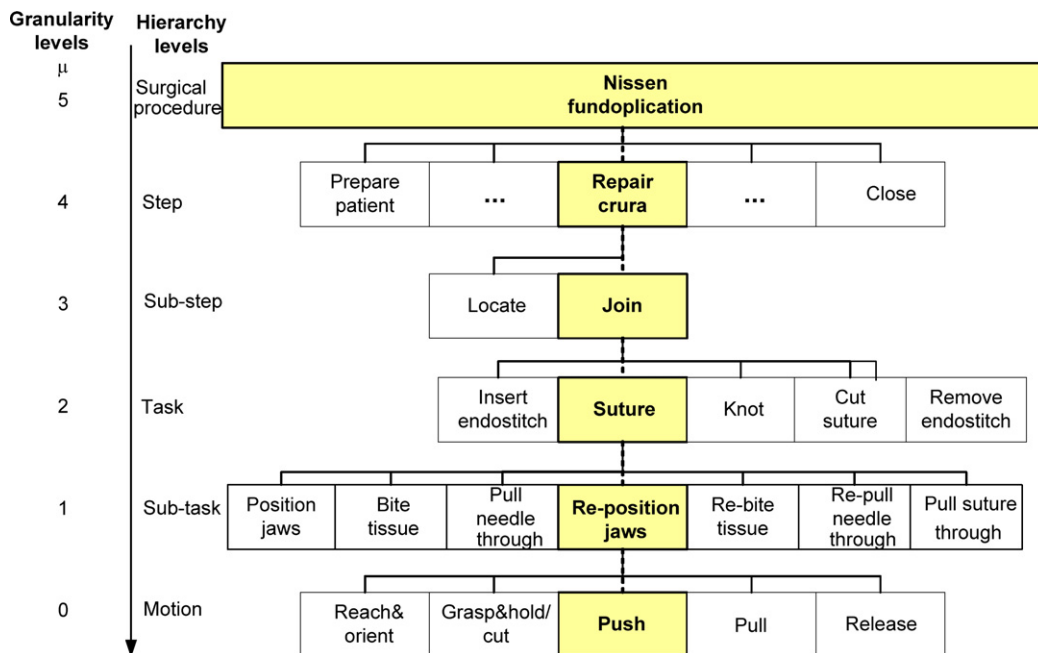 Granularity
levels
Hierarchy
levels
μ
5
Surgical
procedure
Nissen
fundoplication
4
Step
Prepare
patient
...
Repair
crura
...
Close
3
Sub-step
Locate
Join
2
Task
Insert
endostitch
Suture
Knot
Cut
suture
Remove
endostitch
1
Sub-task
Position
jaws
Bite
tissue
Pull
needle
through
Re-position
jaws
Re-bite
tissue
Re-pull
needle
through
Pull suture
through
0
Motion
Reach&
orient
Grasp&hold/
cut
Push
Pull
Release